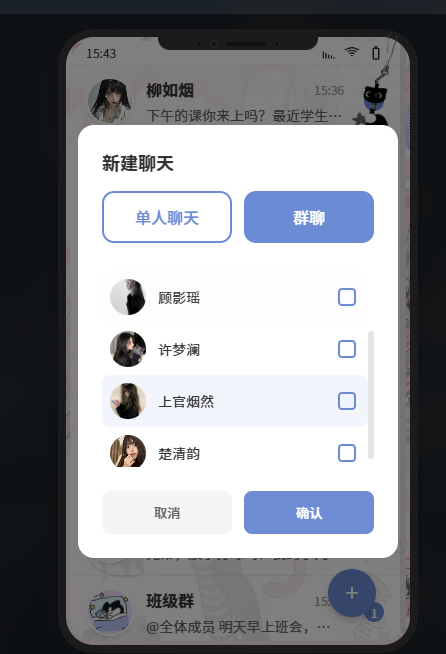 15:43
柳如烟
15:36
下午的课你来上吗？最近学生…
新建聊天
单人聊天
群聊
顾影瑶
许梦澜
上官烟然
楚清韵
取消
确认
班级群
15:
@全体成员 明天早上班会，…
+
1